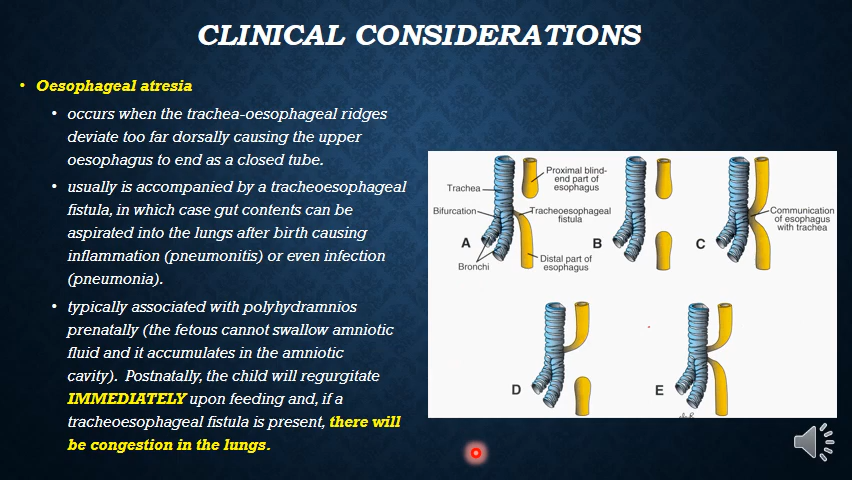 CLINICAL CONSIDERATIONS
• Oesophageal atresia
• occurs when the trachea-oesophageal ridges
deviate too far dorsally causing the upper
oesophagus to end as a closed tube.
• usually is accompanied by a tracheoesophageal
fistula, in which case gut contents can be
aspirated into the lungs after birth causing
inflammation (pneumonitis) or even infection
(pneumonia).
• typically associated with polyhydramnios
prenatally (the fetous cannot swallow amniotic
fluid and it accumulates in the amniotic
cavity). Postnatally, the child will regurgitate
IMMEDIATELY upon feeding and, if a
tracheoesophageal fistula is present, there will
be congestion in the lungs.
Proximal blind-
end part of
esophagus
Trachea
Bifurcation
Tracheoesophageal
fistula
A
Bronchi
Distal part of
esophagus
B
C
Communication
of esophagus
with trachea
D
E